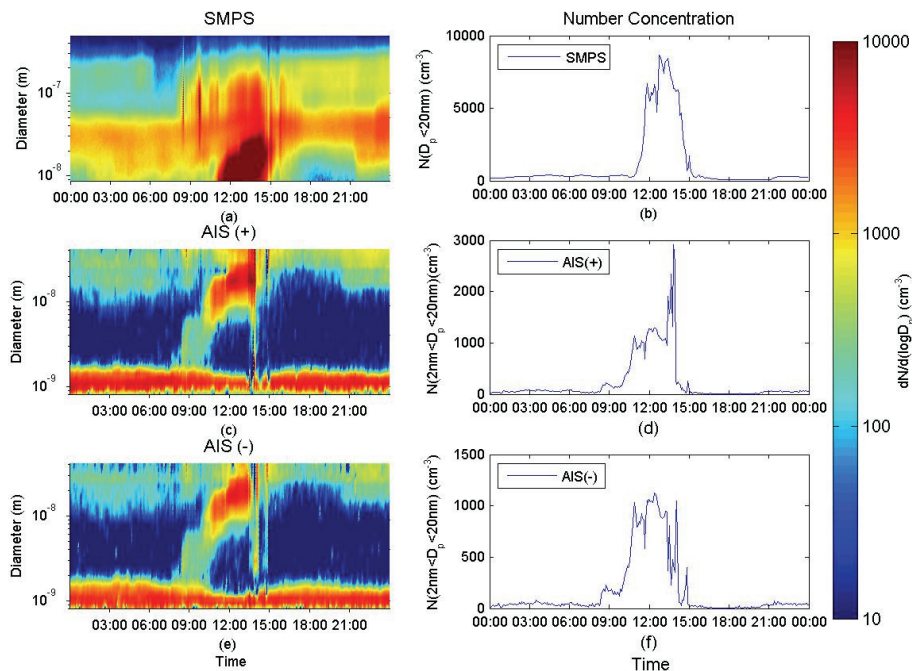 SMPS
Number Concentration
Diameter (m)
10-7
10-8
00:00 03:00 06:00 09:00 12:00 15:00 18:00 21:00
(a)
N(Dp<20nm) (cm-3)
10000
5000
0
SMPS
00:00 03:00 06:00 09:00 12:00 15:00 18:00 21:00 00:00
(b)
AIS (+)
Diameter (m)
10-8
10-9
03:00 06:00 09:00 12:00 15:00 18:00 21:00
(c)
N(2nm<Dp<20nm)(cm-3)
3000
2000
1000
0
AIS(+)
00:00 03:00 06:00 09:00 12:00 15:00 18:00 21:00 00:00
(d)
AIS (-)
Diameter (m)
10-8
10-9
03:00 06:00 09:00 12:00 15:00 18:00 21:00
(e)
Time
N(2nm<Dp<20nm) (cm-3)
1500
1000
500
0
AIS(-)
00:00 03:00 06:00 09:00 12:00 15:00 18:00 21:00 00:00
(f)
Time
10000
1000
100
10
dN/d(logDp) (cm-3)